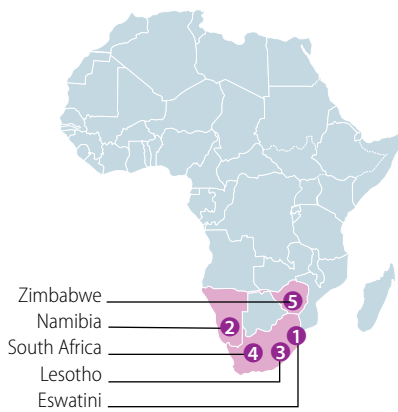 5
Zimbabwe
Namibia
2
1
South Africa
4
3
Lesotho
Eswatini